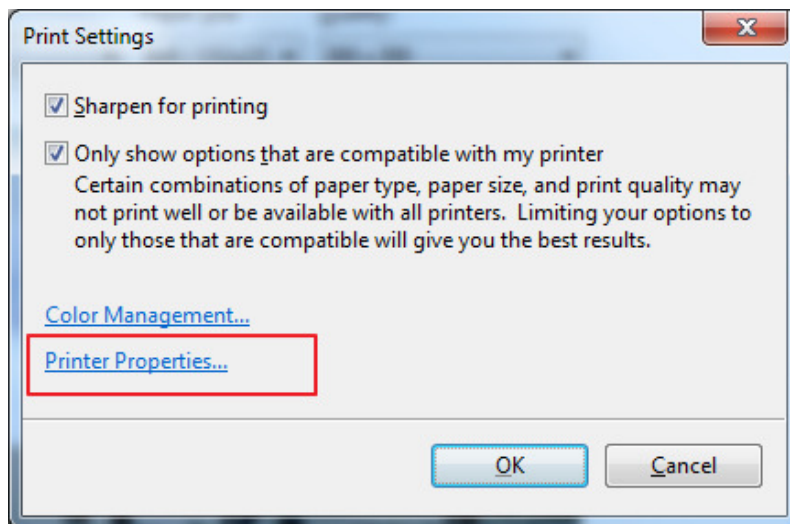 Print Settings
Sharpen for printing
Only show options that are compatible with my printer
Certain combinations of paper type, paper size, and print quality may
not print well or be available with all printers.  Limiting your options to
only those that are compatible will give you the best results.
Color Management...
Printer Properties...
OK
Cancel